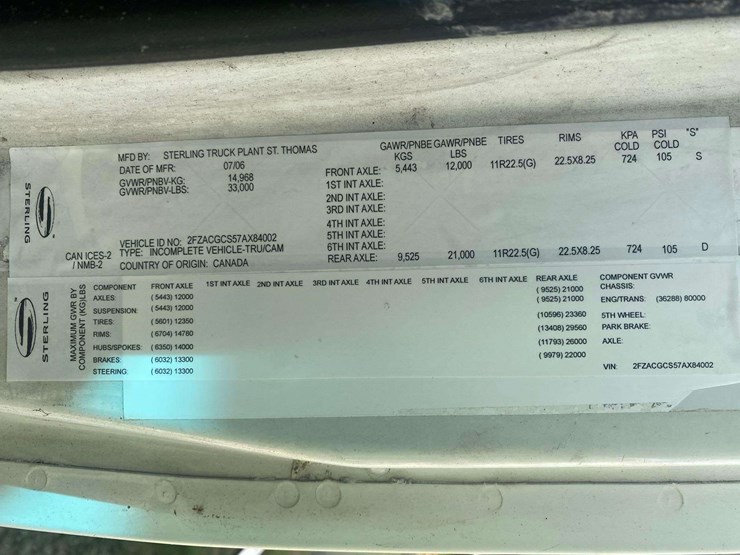 MFD BY: STERLING TRUCK PLANT ST. THOMAS
DATE OF MFR: 07/06
GVWR/PNBV-KG: 14,968
GVWR/PNBV-LBS: 33,000
VEHICLE ID NO: 2FZACGCS57AX84002
CAN ICES-2 / NMB-2
TYPE: INCOMPLETE VEHICLE-TRU/CAM
COUNTRY OF ORIGIN: CANADA
STERLING
GAWR/PNBE KGS GAWR/PNBE LBS TIRES RIMS KPA COLD PSI COLD "S"
FRONT AXLE: 5,443 12,000 11R22.5(G) 22.5X8.25 724 105 S
1ST INT AXLE:
2ND INT AXLE:
3RD INT AXLE:
4TH INT AXLE:
5TH INT AXLE:
6TH INT AXLE:
REAR AXLE: 9,525 21,000 11R22.5(G) 22.5X8.25 724 105 D
STERLING
MAXIMUM GWR BY COMPONENT (KG)LBS
COMPONENT FRONT AXLE 1ST INT AXLE 2ND INT AXLE 3RD INT AXLE 4TH INT AXLE 5TH INT AXLE 6TH INT AXLE REAR AXLE COMPONENT GVWR
AXLES: (5443) 12000 (9525) 21000 CHASSIS:
SUSPENSION: (5443) 12000 (9525) 21000 ENG/TRANS: (36288) 80000
TIRES: (5601) 12350 (10596) 23360 5TH WHEEL:
RIMS: (6704) 14780 (13408) 29560 PARK BRAKE:
HUBS/SPOKES: (6350) 14000 (11793) 26000 AXLE:
BRAKES: (6032) 13300 (9979) 22000
STEERING: (6032) 13300 VIN: 2FZACGCS57AX84002